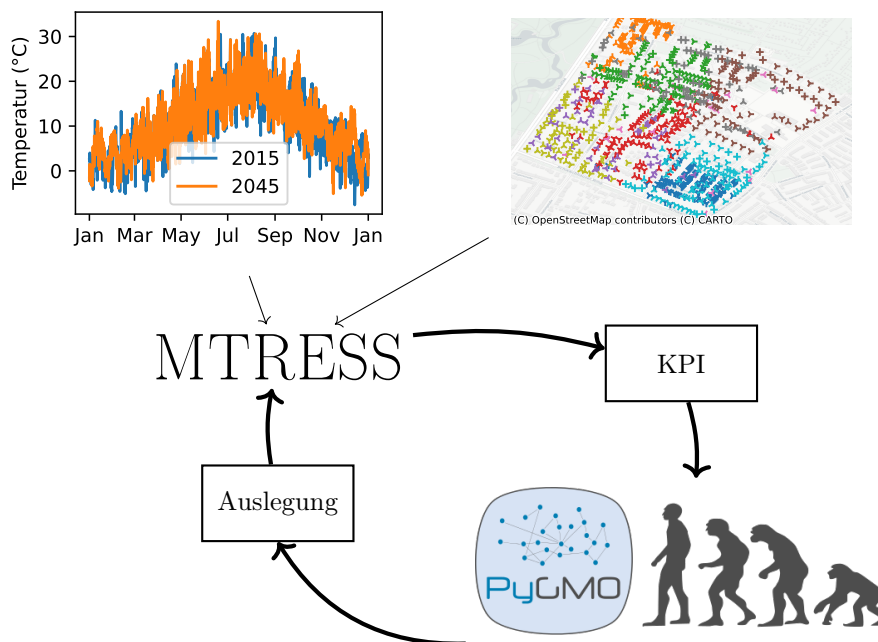 Temperatur (°C)
30
20
10
0
2015
2045
Jan Mar May Jul Sep Nov Jan
(C) OpenStreetMap contributors (C) CARTO
MTRESS
KPI
Auslegung
PyGMO